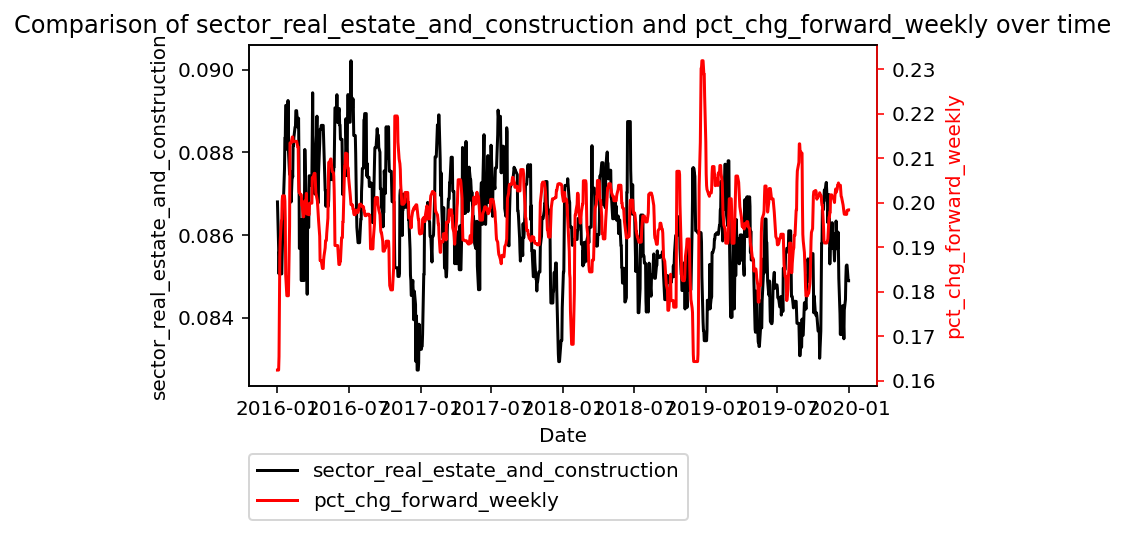 Comparison of sector_real_estate_and_construction and pct_chg_forward_weekly over time
sector_real_estate_and_construction
0.090
0.088
0.086
0.084
0.23
0.22
0.21
0.20
0.19
0.18
0.17
0.16
pct_chg_forward_weekly
2016-01 2016-07 2017-01 2017-07 2018-01 2018-07 2019-01 2019-07 2020-01
Date
sector_real_estate_and_construction
pct_chg_forward_weekly